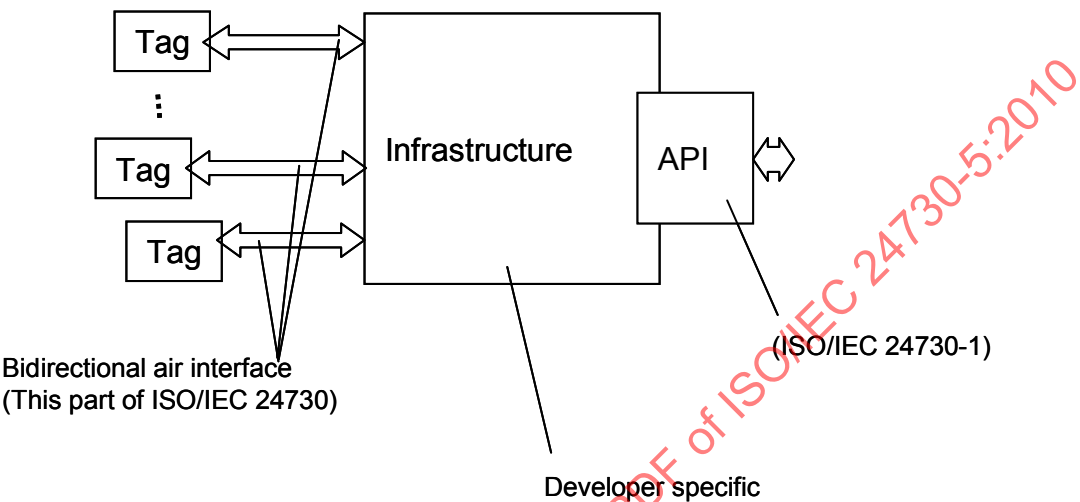 Tag
⋮
Tag
Tag
Infrastructure
API
Bidirectional air interface
(This part of ISO/IEC 24730)
(ISO/IEC 24730-1)
Developer specific
PDF of ISO/IEC 24730-5:2010